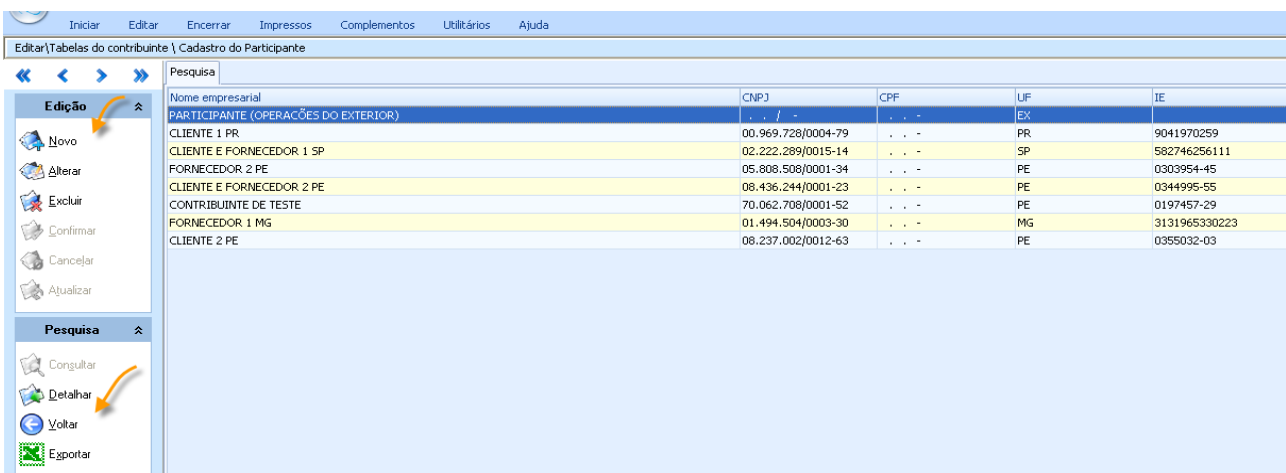 Iniciar Editar Encerrar Impressos Complementos Utilitários Ajuda
Editar\Tabelas do contribuinte \ Cadastro do Participante
Pesquisa
Edição
Novo
Alterar
Excluir
Confirmar
Cancelar
Atualizar
Pesquisa
Consultar
Detalhar
Voltar
Exportar
Nome empresarial CNPJ CPF UF IE
PARTICIPANTE (OPERACÕES DO EXTERIOR) . . / - . . - EX
CLIENTE 1 PR 00.969.728/0004-79 . . - PR 9041970259
CLIENTE E FORNECEDOR 1 SP 02.222.289/0015-14 . . - SP 582746256111
FORNECEDOR 2 PE 05.808.508/0001-34 . . - PE 0303954-45
CLIENTE E FORNECEDOR 2 PE 08.436.244/0001-23 . . - PE 0344995-55
CONTRIBUINTE DE TESTE 70.062.708/0001-52 . . - PE 0197457-29
FORNECEDOR 1 MG 01.494.504/0003-30 . . - MG 3131965330223
CLIENTE 2 PE 08.237.002/0012-63 . . - PE 0355032-03